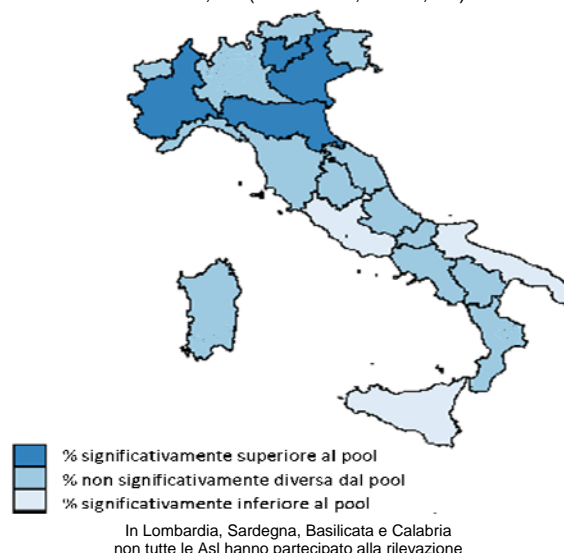 % significativamente superiore al pool
% non significativamente diversa dal pool
% significativamente inferiore al pool
In Lombardia, Sardegna, Basilicata e Calabria
non tutte le Asl hanno partecipato alla rilevazione